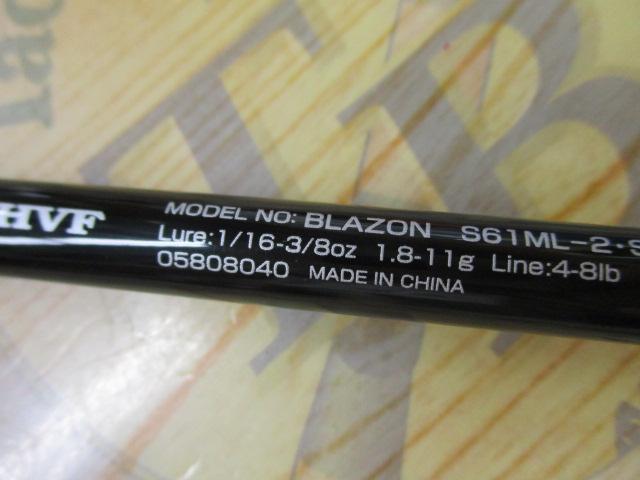 HVF
MODEL NO: BLAZON S61ML-2·S
Lure:1/16-3/8oz 1.8-11g Line:4-8lb
05808040 MADE IN CHINA